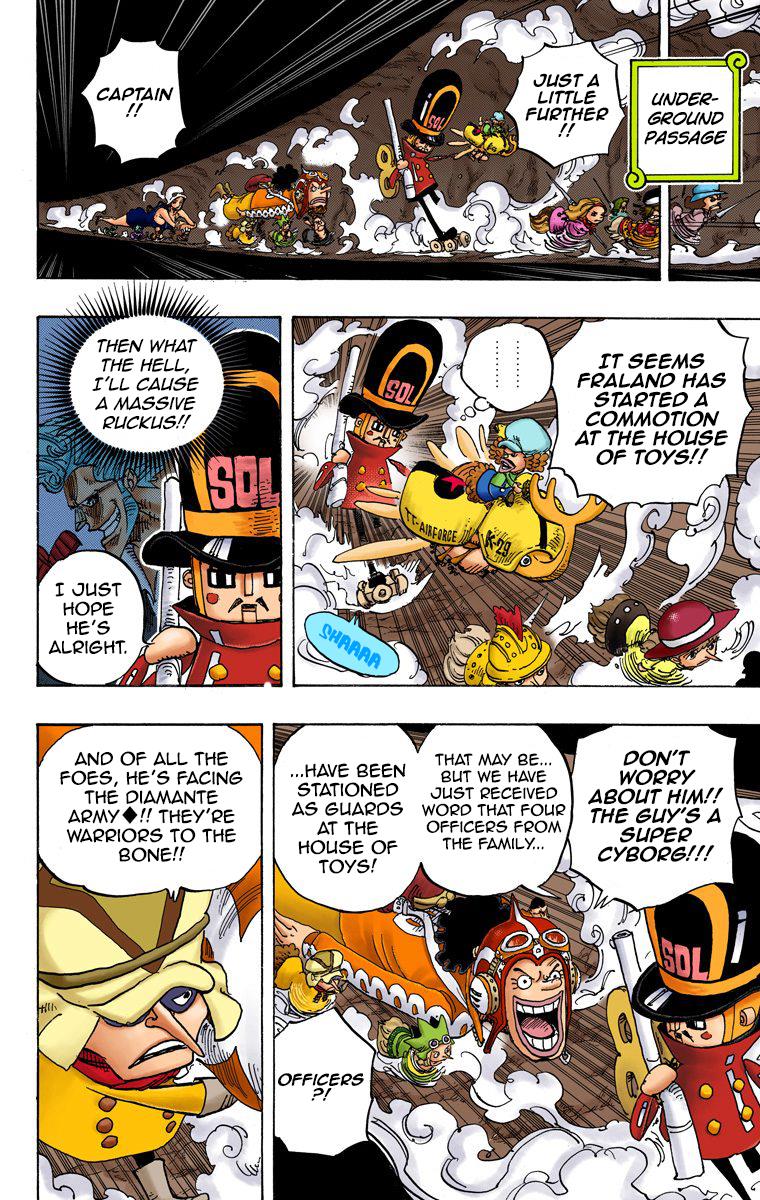 UNDER-
GROUND
PASSAGE
JUST A
LITTLE
FURTHER
!!
SOL
CAPTAIN
!!
IT SEEMS
FRALAND HAS
STARTED A
COMMOTION
AT THE HOUSE
OF TOYS!!
......
SOL
TT-AIRFORCE
K-29
SHAAAA
THEN WHAT
THE HELL,
I'LL CAUSE
A MASSIVE
RUCKUS!!
SOL
I JUST
HOPE
HE'S
ALRIGHT.
DON'T
WORRY
ABOUT HIM!!
THE GUY'S A
SUPER
CYBORG!!!
THAT MAY BE...
BUT WE HAVE
JUST RECEIVED
WORD THAT FOUR
OFFICERS FROM
THE FAMILY...
...HAVE BEEN
STATIONED
AS GUARDS
AT THE
HOUSE OF
TOYS!
SOL
OFFICERS
?!
AND OF ALL THE
FOES, HE'S FACING
THE DIAMANTE
ARMY♦!! THEY'RE
WARRIORS TO THE
BONE!!